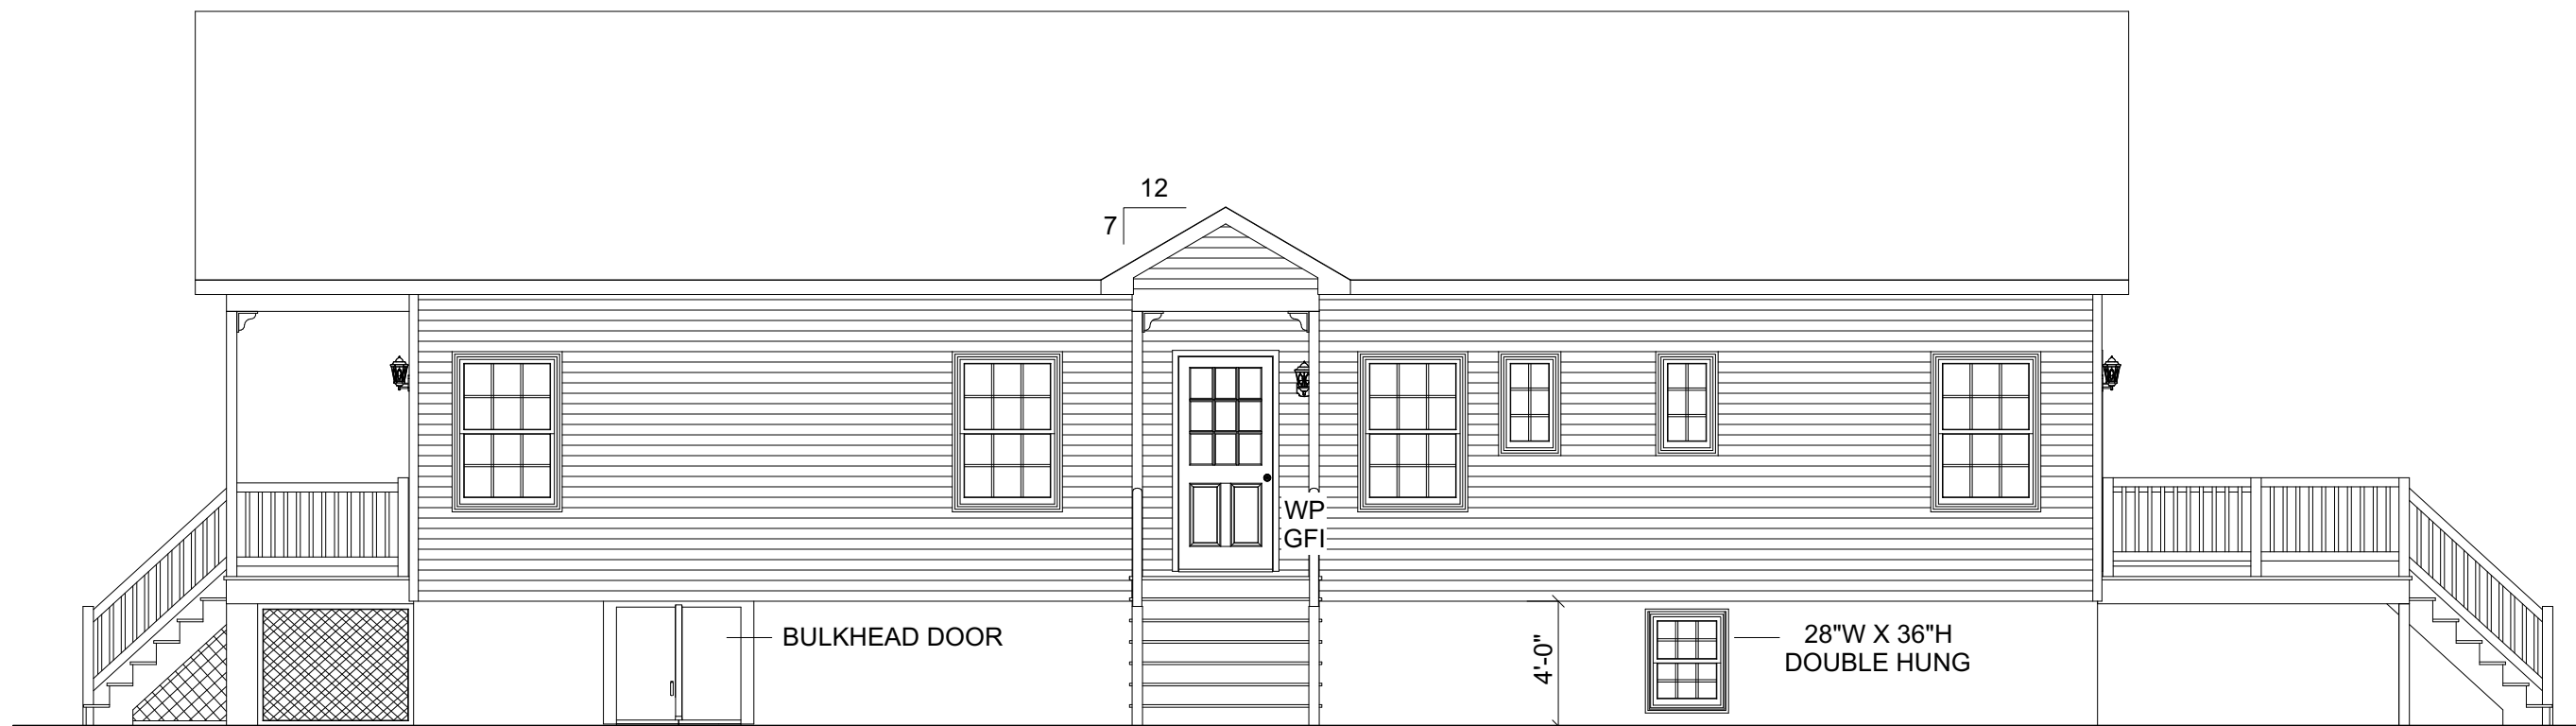 12
7
WP
GFI
BULKHEAD DOOR
4'-0"
28"W X 36"H
DOUBLE HUNG